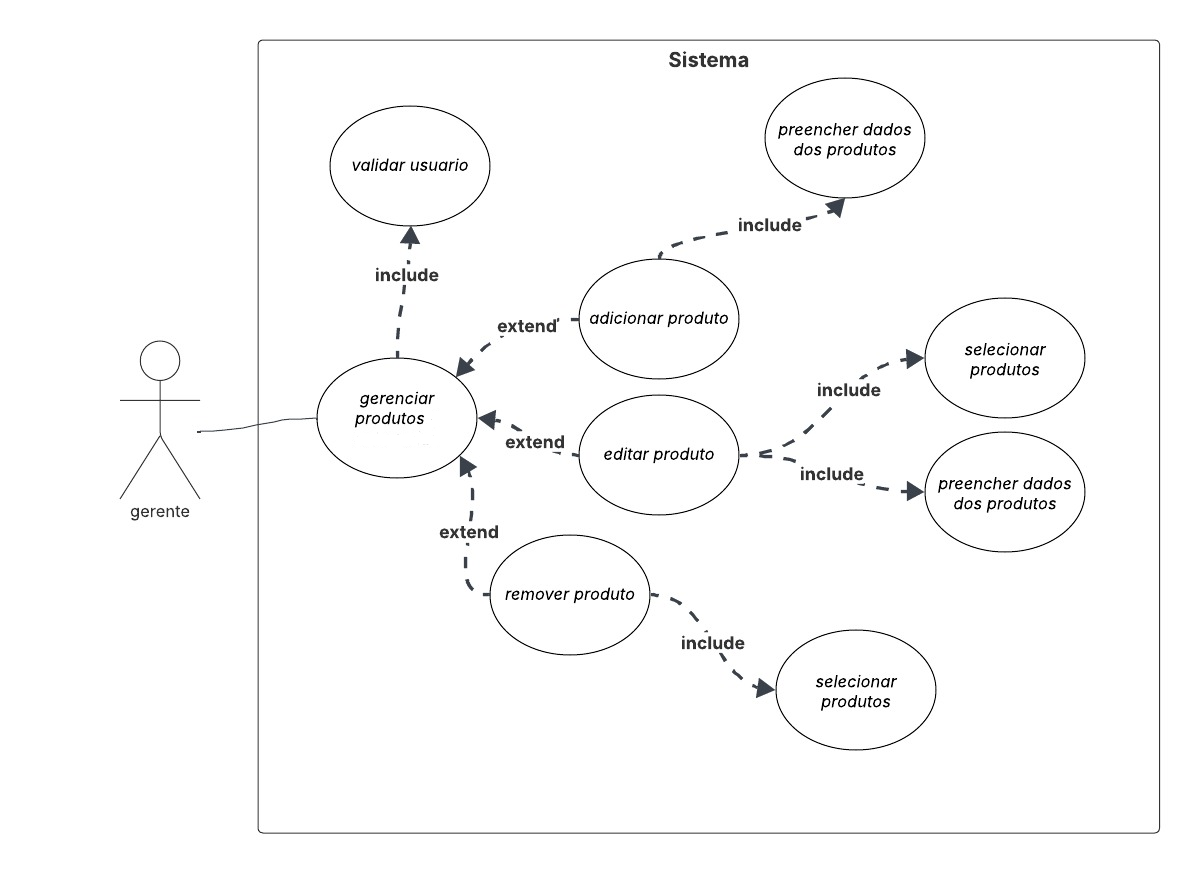 Sistema
preencher dados
dos produtos
validar usuario
include
include
adicionar produto
extend
selecionar
produtos
include
gerenciar
produtos
extend
editar produto
include
preencher dados
dos produtos
gerente
extend
remover produto
include
selecionar
produtos